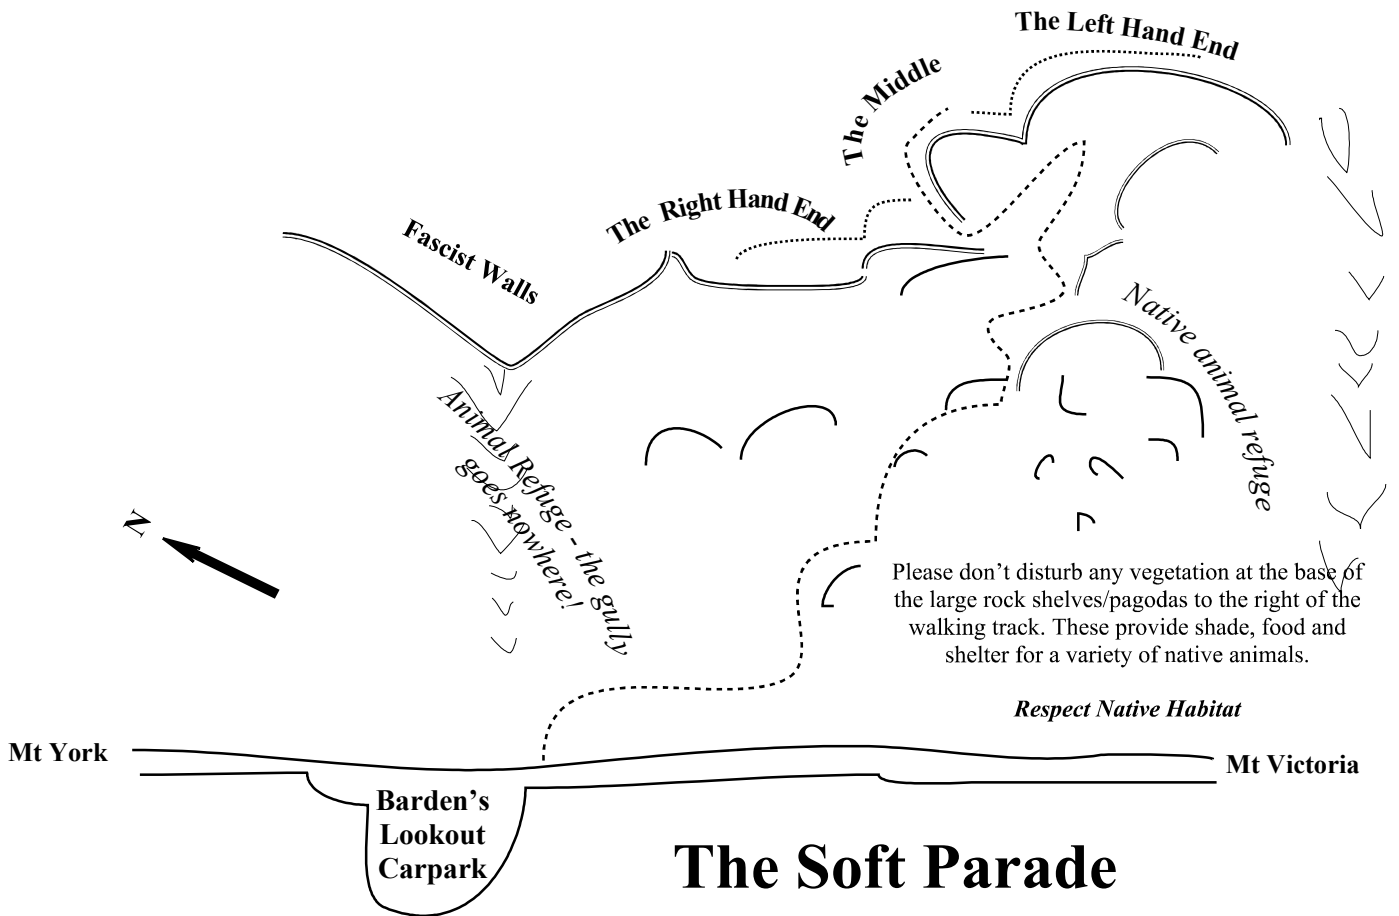 The Left Hand End
The Middle
The Right Hand End
Fascist Walls
Native animal refuge
Animal Refuge - the gully
goes nowhere!
N
Please don’t disturb any vegetation at the base of
the large rock shelves/pagodas to the right of the
walking track. These provide shade, food and
shelter for a variety of native animals.
Respect Native Habitat
Mt York
Mt Victoria
Barden’s
Lookout
Carpark
The Soft Parade